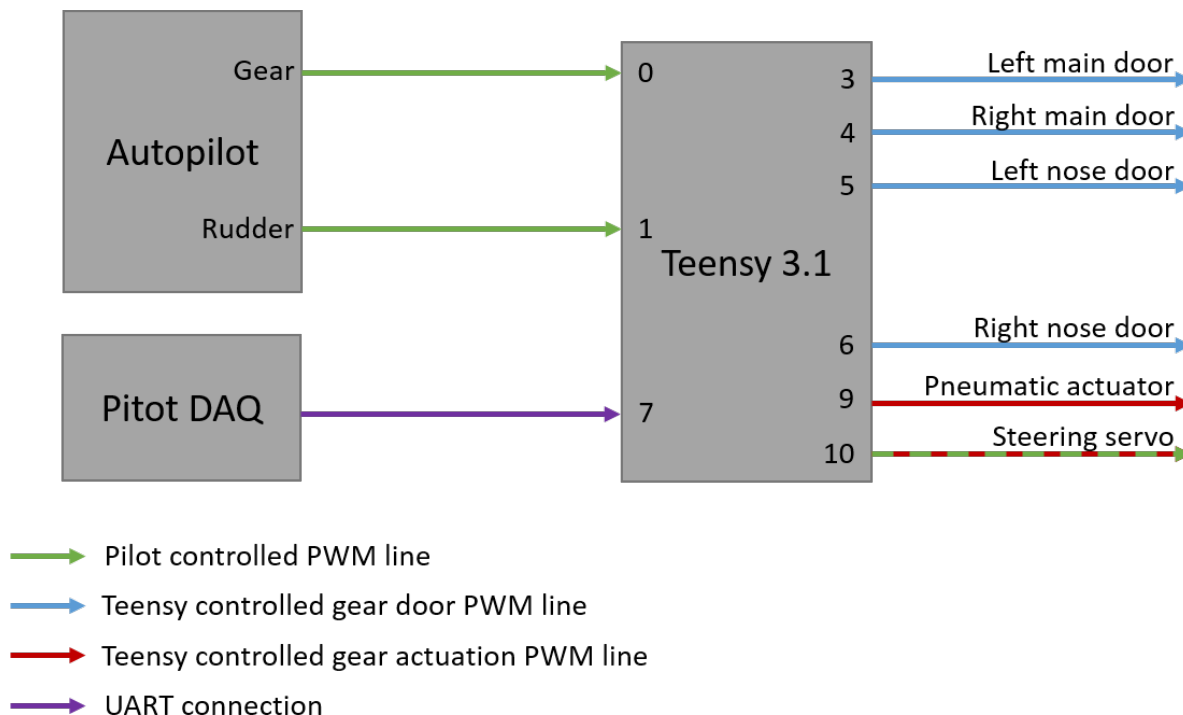 Autopilot
Gear
Rudder
Pitot DAQ
Teensy 3.1
0
1
7
3
4
5
6
9
10
Left main door
Right main door
Left nose door
Right nose door
Pneumatic actuator
Steering servo
Pilot controlled PWM line
Teensy controlled gear door PWM line
Teensy controlled gear actuation PWM line
UART connection